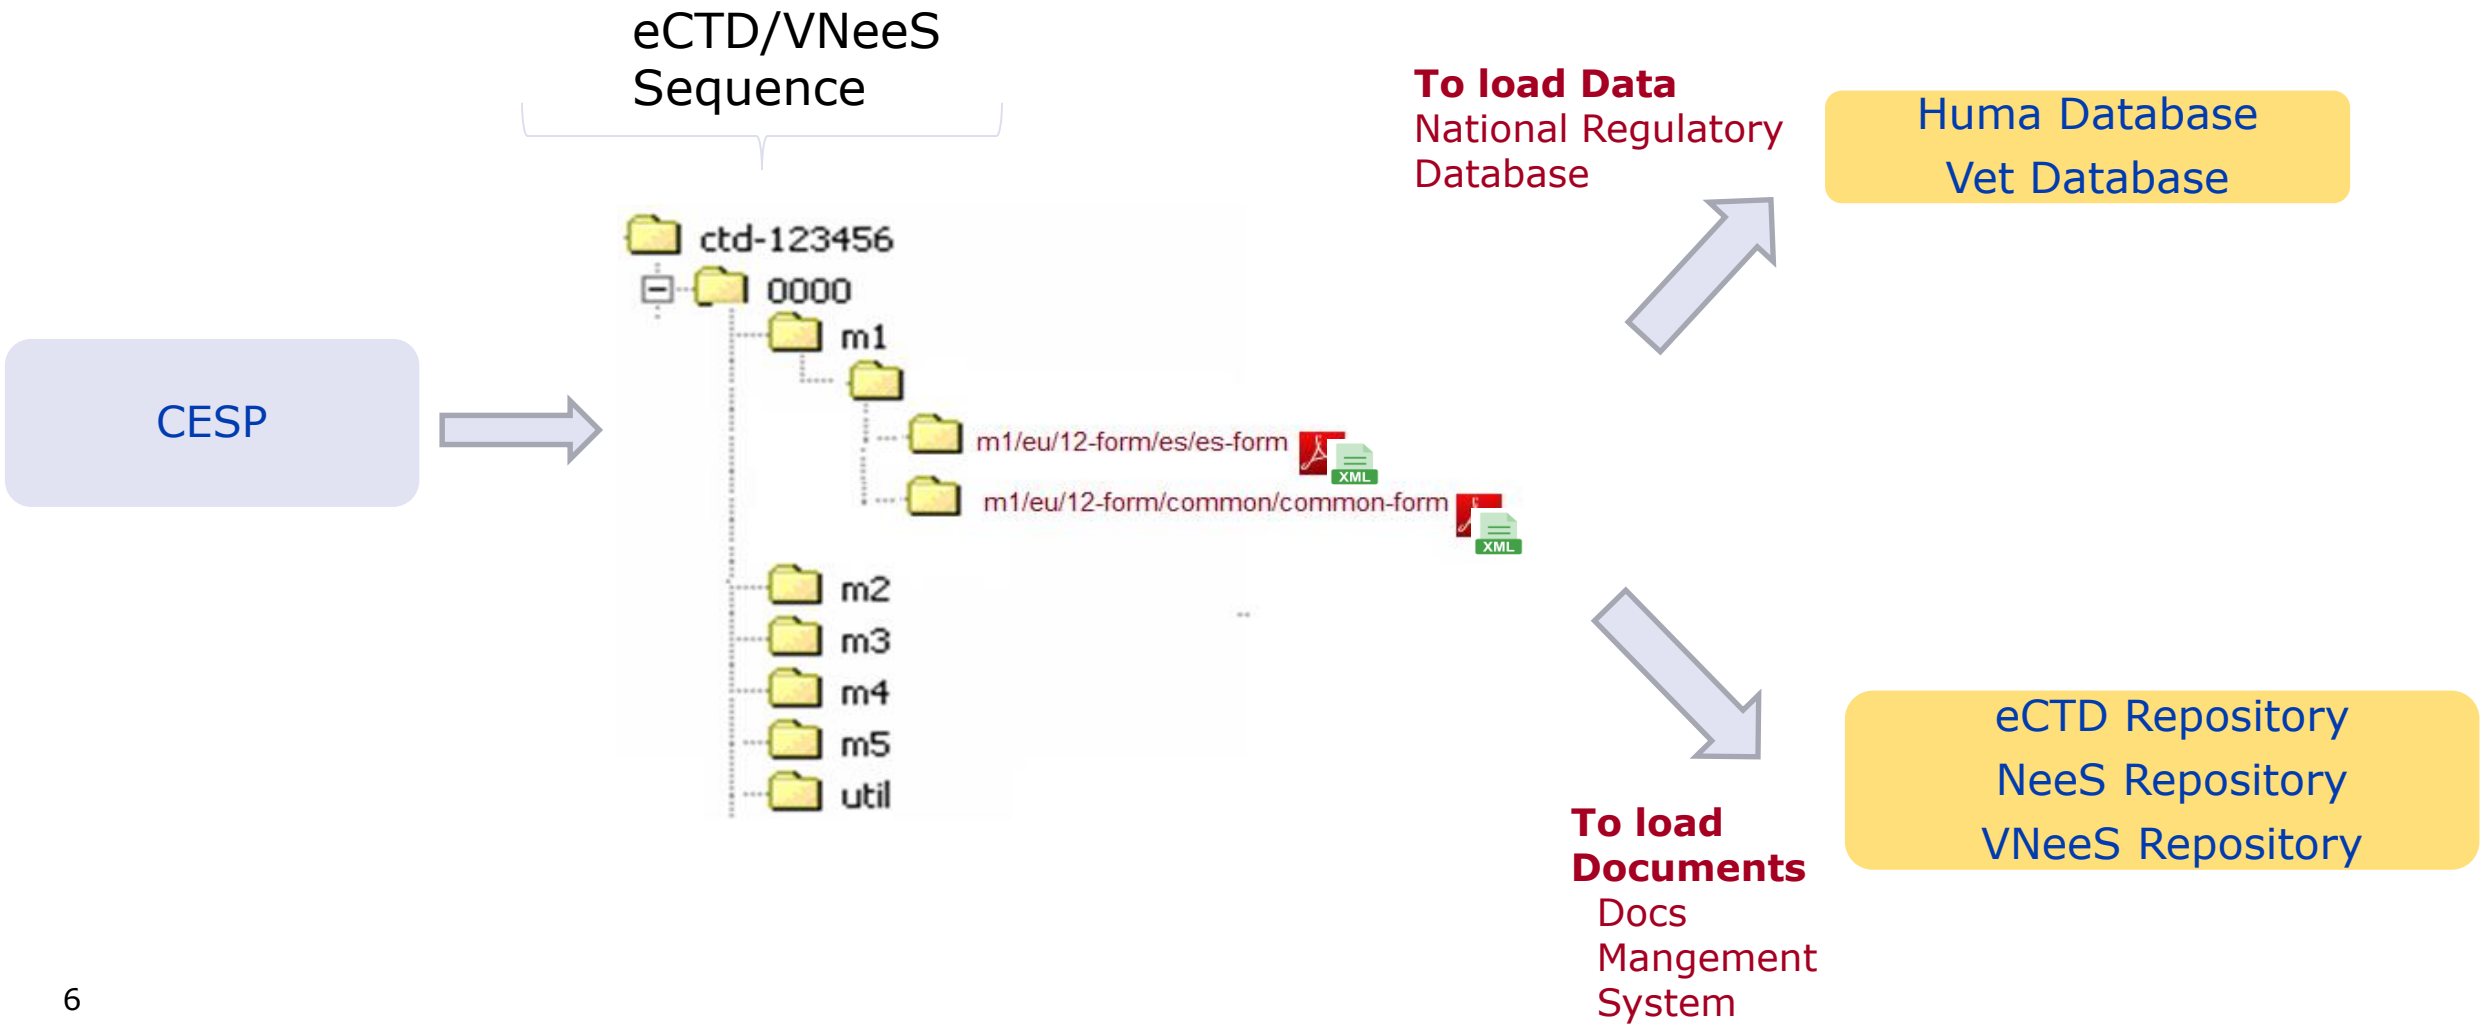 eCTD/VNeeS
Sequence
To load Data
National Regulatory
Database
Huma Database
Vet Database
ctd-123456
0000
m1
CESP
m1/eu/12-form/es/es-form
XML
m1/eu/12-form/common/common-form
XML
m2
m3
m4
m5
util
eCTD Repository
NeeS Repository
VNeeS Repository
To load
Documents
Docs
Mangement
System
6